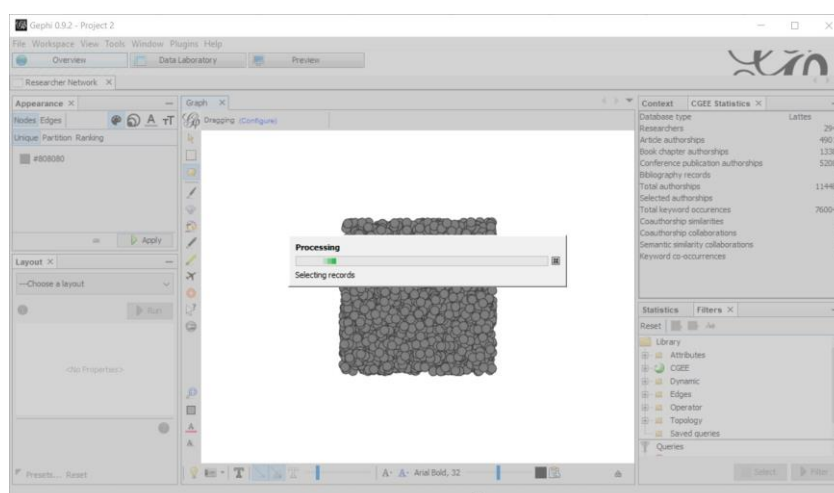 Gephi 0.9.2 - Project 2
File Workspace View Tools Window Plugins Help
Overview Data Laboratory Preview
Researcher Network
Appearance
Nodes Edges
Unique Partition Ranking
#808080
Apply
Layout
---Choose a layout
Run
<No Properties>
Presets... Reset
Graph
Dragging (Configure)
Processing
Selecting records
Arial Bold, 32
Context CGEE Statistics
Database type Lattes
Researchers
Article authorships
Book chapter authorships
Conference publication authorships
Bibliography records
Total authorships
Selected authorships
Total keyword occurences
Coauthorship similarities
Coauthorship collaborations
Semantic similarity collaborations
Keyword co-occurrences
Statistics Filters
Reset
Library
Attributes
CGEE
Dynamic
Edges
Operator
Topology
Saved queries
Queries
Select Filter